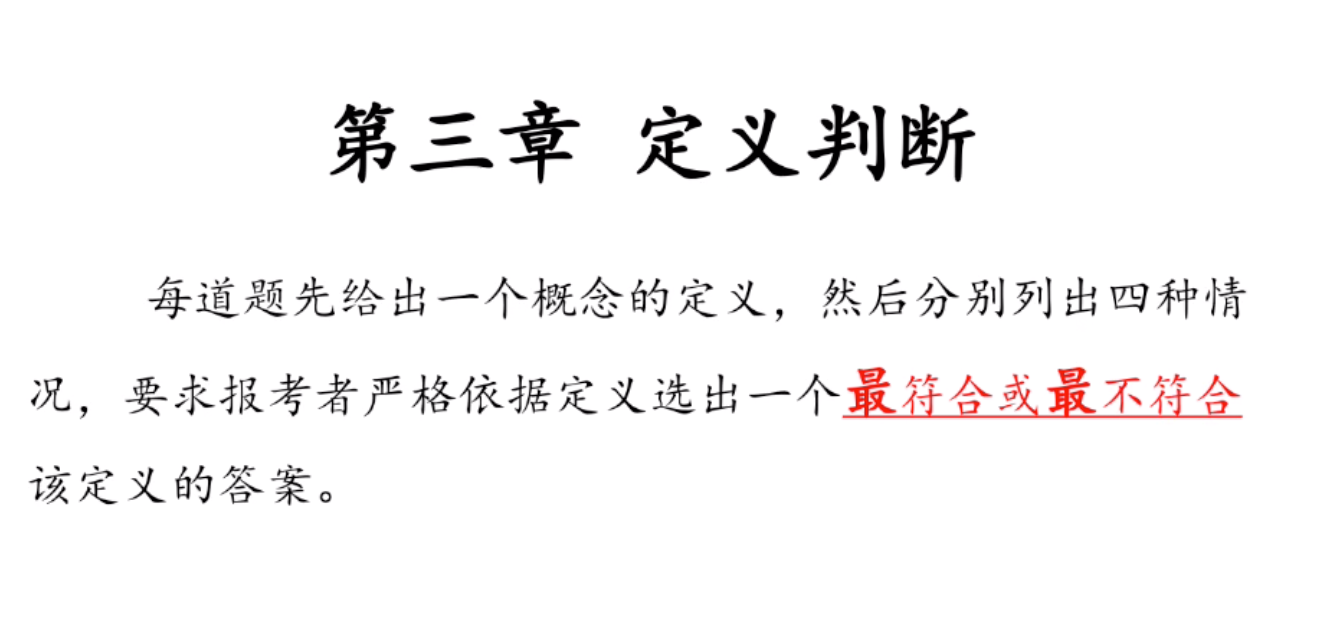 第三章 定义判断
每道题先给出一个概念的定义，然后分别列出四种情
况，要求报考者严格依据定义选出一个最符合或最不符合
该定义的答案。